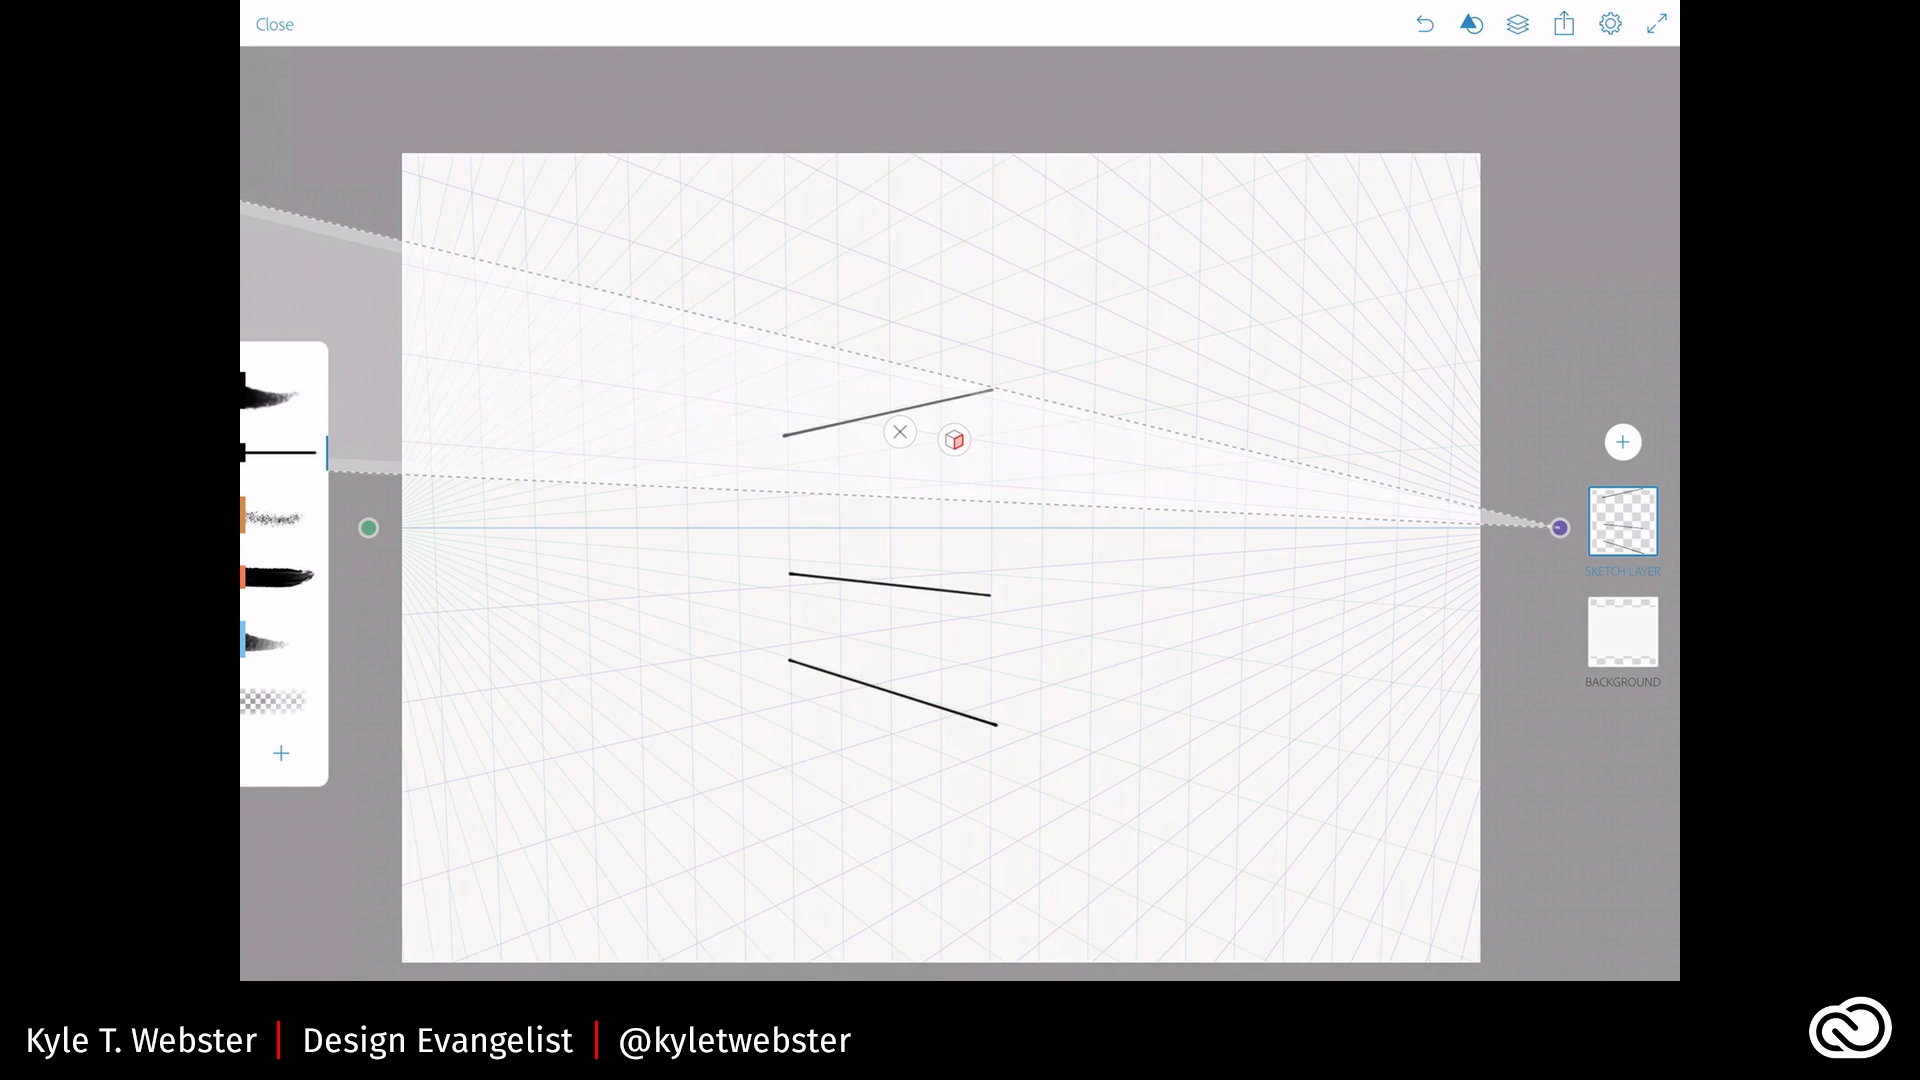 Close
SKETCH LAYER
BACKGROUND
Kyle T. Webster | Design Evangelist | @kyletwebster